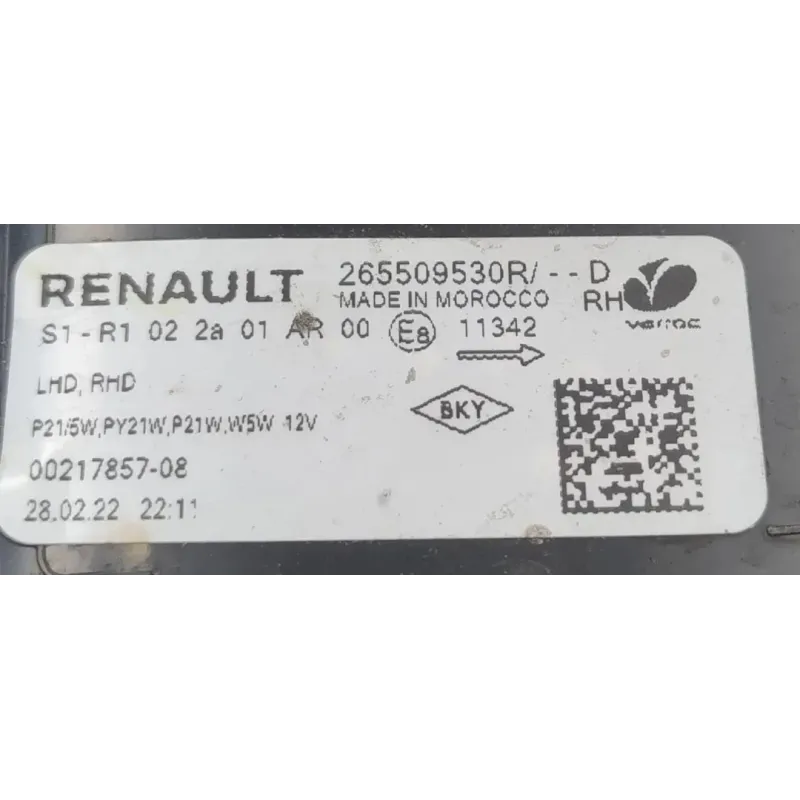 RENAULT 265509530R/--D
MADE IN MOROCCO RH
varroc
S1-R1 02 2a 01 AR 00 E8 11342
LHD, RHD
BKY
P21/5W,PY21W,P21W,W5W 12V
00217857-08
28.02.22 22:11